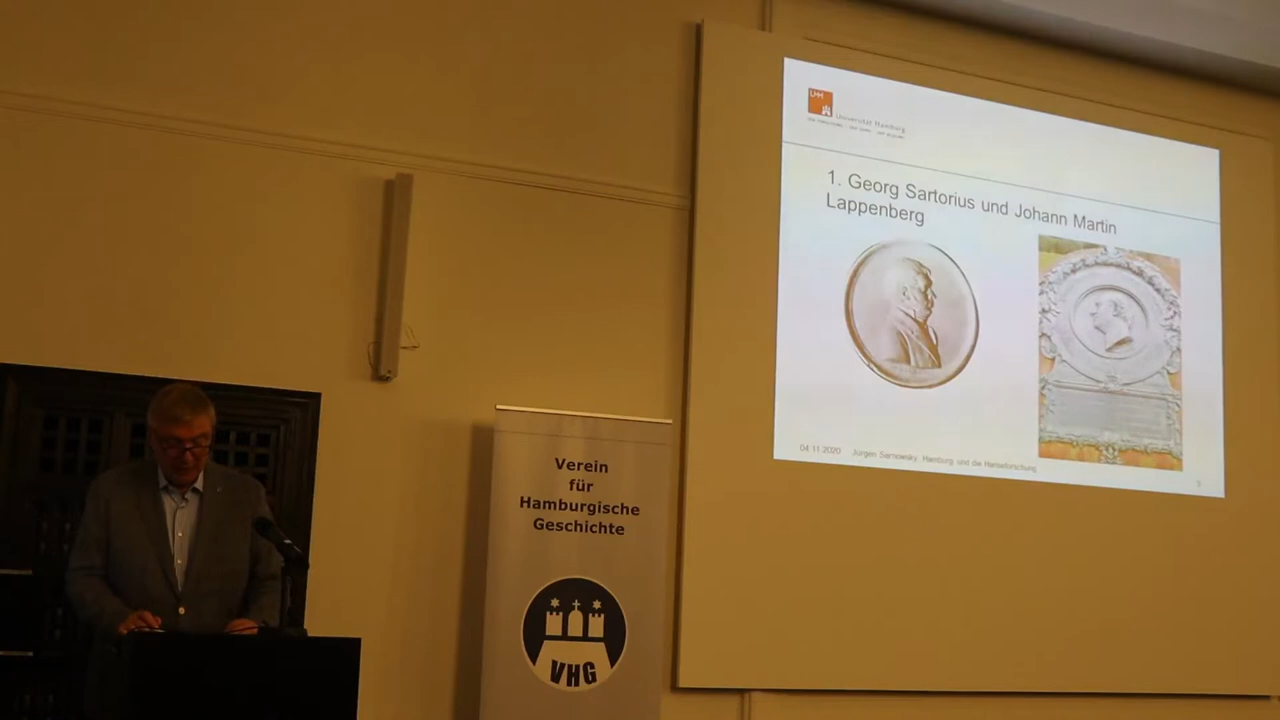 Universität Hamburg
1. Georg Sartorius und Johann Martin
Lappenberg
04.11.2020 Jürgen Sarnowsky: Hamburg und die Hanseforschung
Verein
für
Hamburgische
Geschichte
VHG